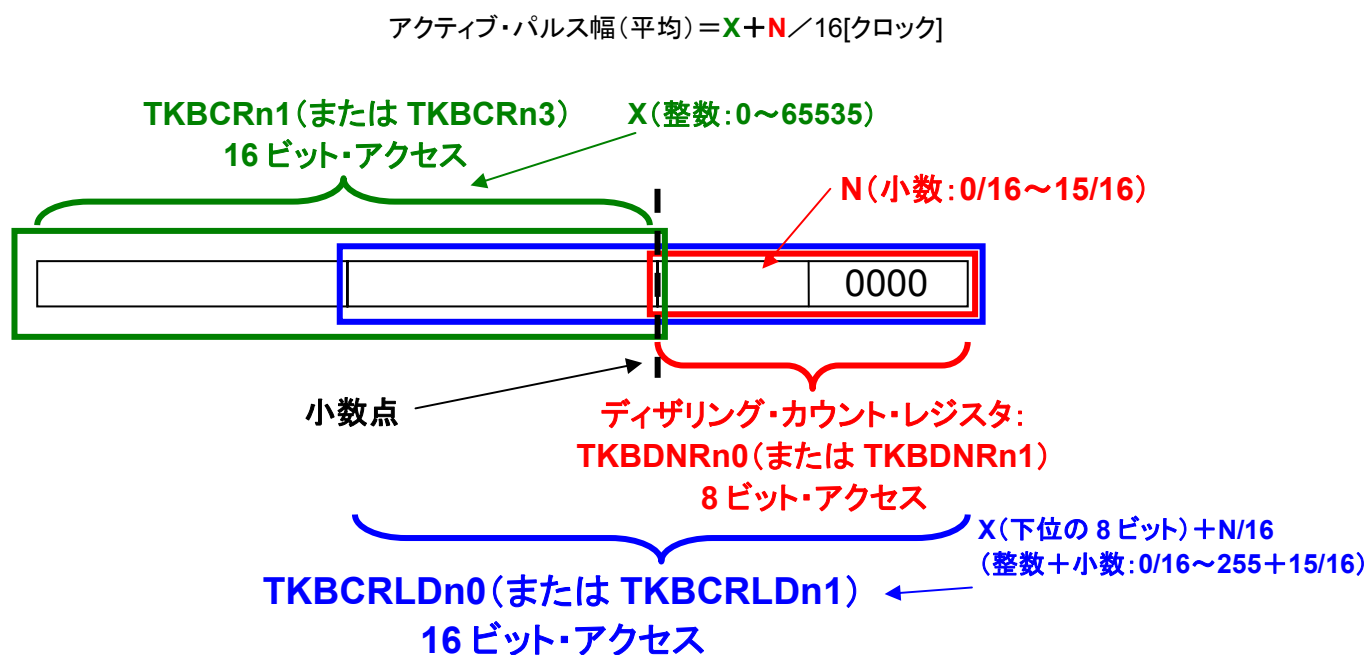 アクティブ・パルス幅(平均)=X+N/16[クロック]
TKBCRn1(または TKBCRn3)
16 ビット・アクセス
X(整数:0~65535)
N(小数:0/16~15/16)
0000
小数点
ディザリング・カウント・レジスタ:
TKBDNRn0(または TKBDNRn1)
8 ビット・アクセス
X(下位の 8 ビット)+N/16
(整数+小数:0/16~255+15/16)
TKBCRLDn0(または TKBCRLDn1)
16 ビット・アクセス